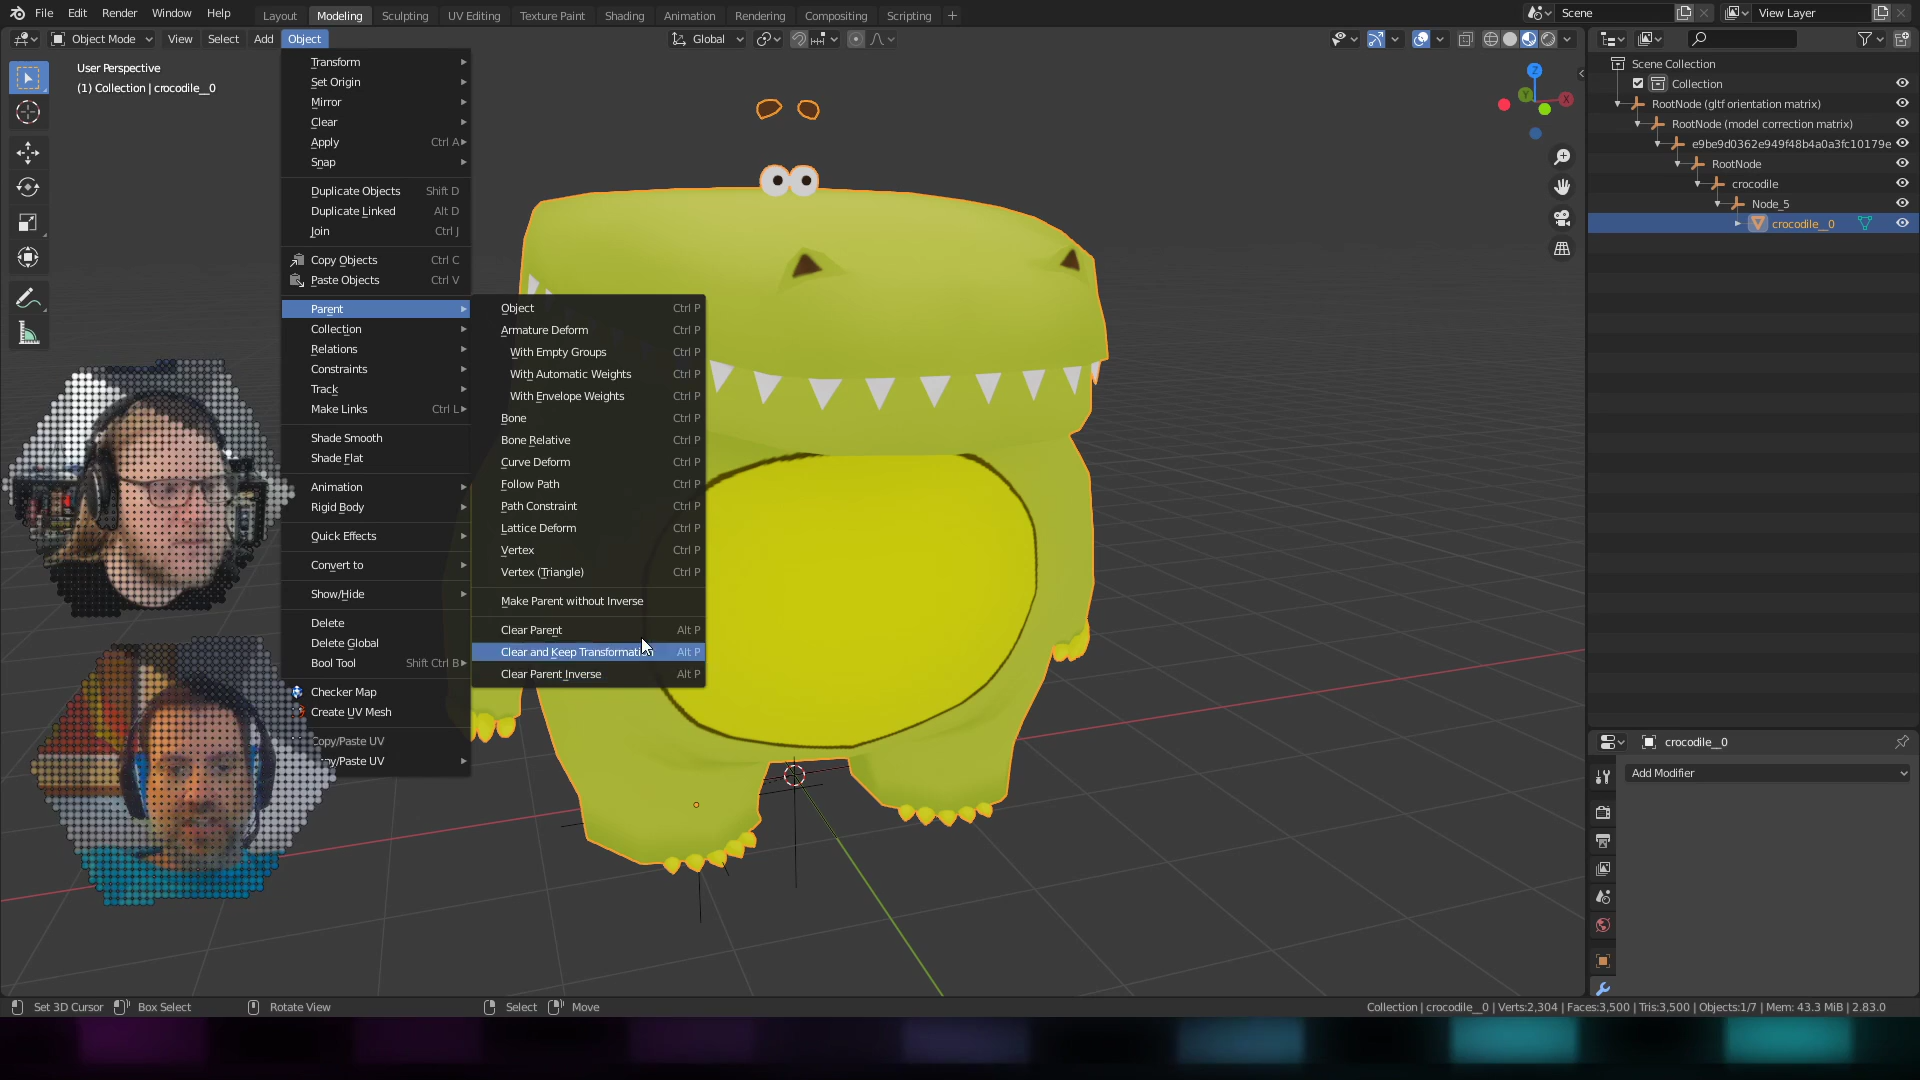 File Edit Render Window Help
Layout Modeling Sculpting UV Editing Texture Paint Shading Animation Rendering Compositing Scripting +
Scene
View Layer
Object Mode View Select Add Object
Global
User Perspective
(1) Collection | crocodile__0
Transform
Set Origin
Mirror
Clear
Apply Ctrl A
Snap
Duplicate Objects Shift D
Duplicate Linked Alt D
Join Ctrl J
Copy Objects Ctrl C
Paste Objects Ctrl V
Parent
Collection
Relations
Constraints
Track
Make Links Ctrl L
Shade Smooth
Shade Flat
Animation
Rigid Body
Quick Effects
Convert to
Show/Hide
Delete
Delete Global
Bool Tool Shift Ctrl B
Checker Map
Create UV Mesh
Copy/Paste UV
Object Ctrl P
Armature Deform Ctrl P
With Empty Groups Ctrl P
With Automatic Weights Ctrl P
With Envelope Weights Ctrl P
Bone Ctrl P
Bone Relative Ctrl P
Curve Deform Ctrl P
Follow Path Ctrl P
Path Constraint Ctrl P
Lattice Deform Ctrl P
Vertex Ctrl P
Vertex (Triangle) Ctrl P
Make Parent without Inverse
Clear Parent Alt P
Clear and Keep Alt P
Clear Parent Inverse Alt P
Z
Y
X
Scene Collection
Collection
RootNode (gltf orientation matrix)
RootNode (model correction matrix)
e9be9d0362e949f48b4a0a3fc10179e
RootNode
crocodile
Node_5
crocodile__0
crocodile__0
Add Modifier
Set 3D Cursor Box Select Rotate View Select Move
Collection | crocodile__0 | Verts:2,304 | Faces:3,500 | Tris:3,500 | Objects:1/7 | Mem: 43.3 MiB | 2.83.0